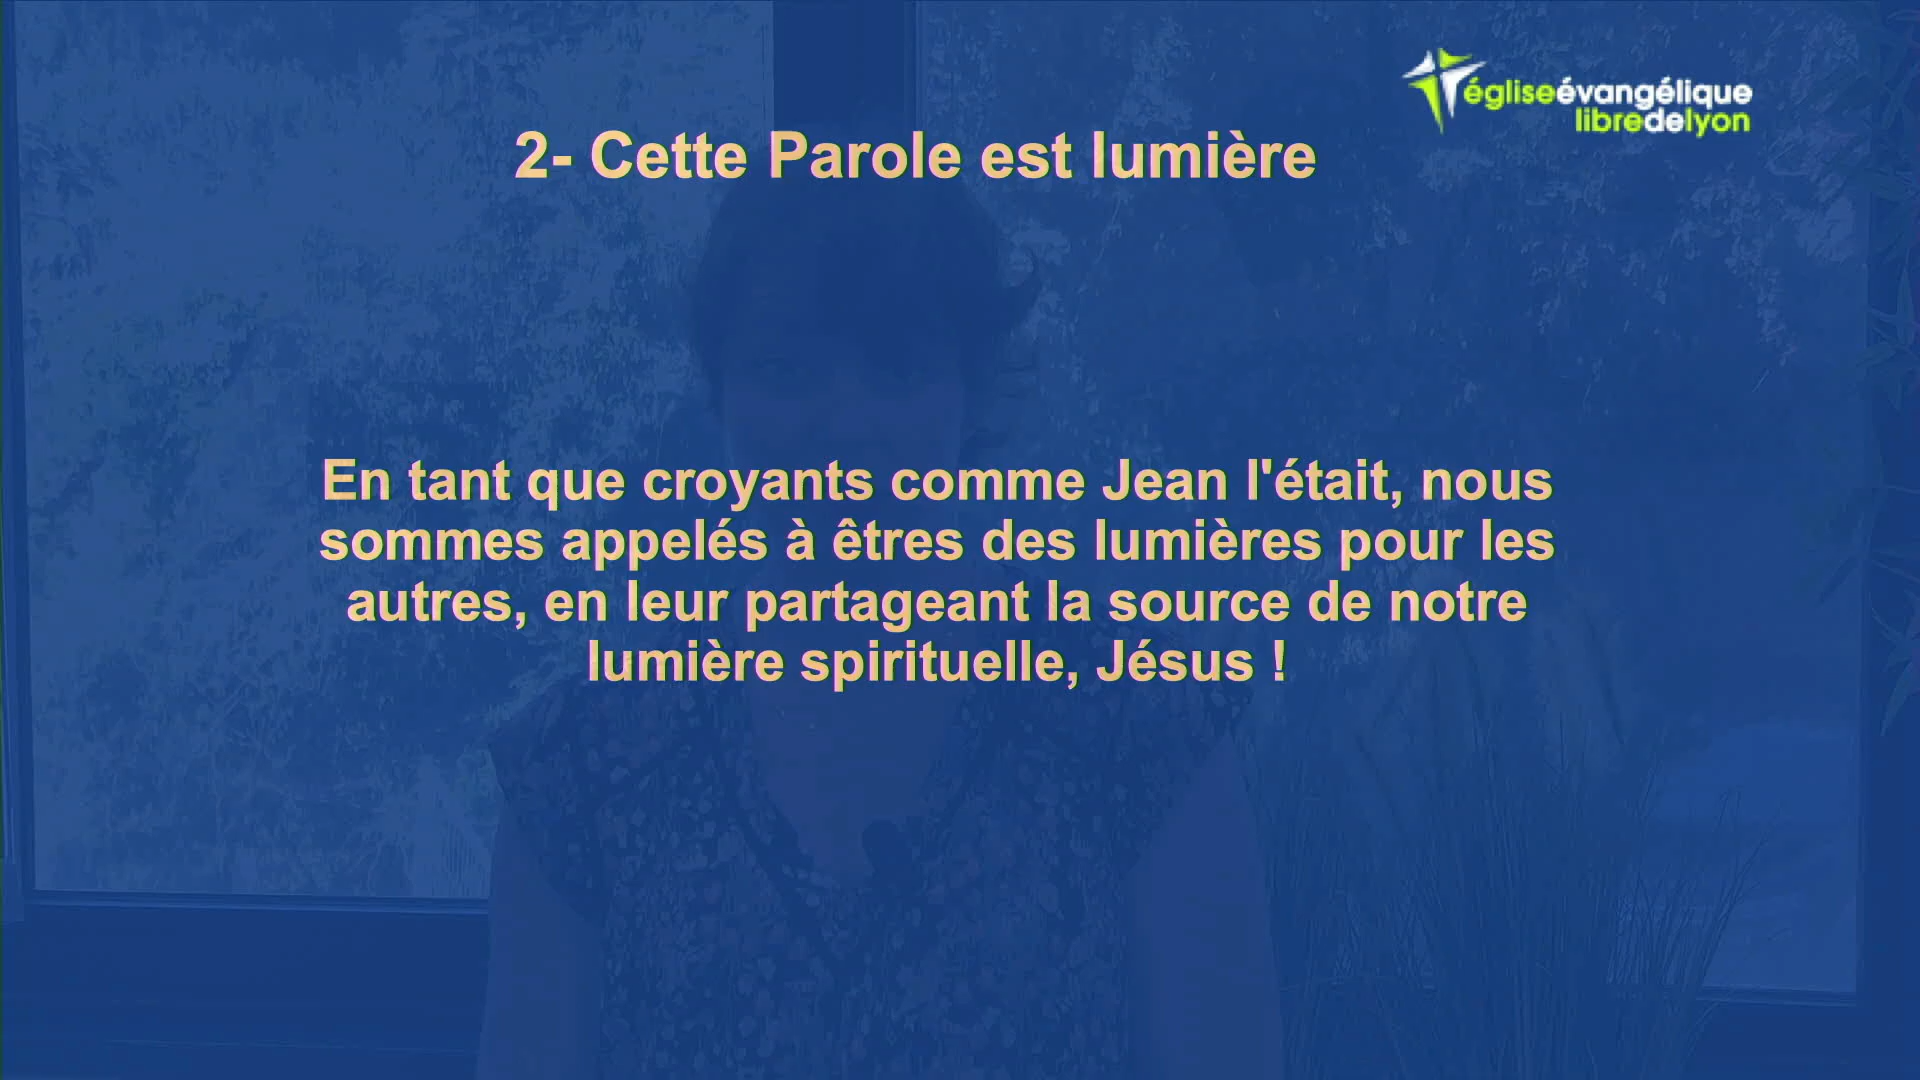 égliseévangélique
libredelyon
2- Cette Parole est lumière
En tant que croyants comme Jean l'était, nous
sommes appelés à êtres des lumières pour les
autres, en leur partageant la source de notre
lumière spirituelle, Jésus !